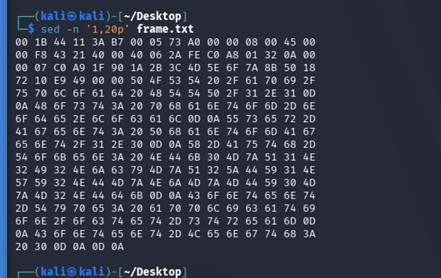 ┌──(kali㉿kali)-[~/Desktop]
└─$ sed -n '1,20p' frame.txt
00 1B 44 11 3A B7 00 05 73 A0 00 00 08 00 45 00
00 F8 43 21 40 00 40 06 2A FE C0 A8 01 32 0A 00
00 07 C0 A9 1F 90 1A 2B 3C 4D 5E 6F 7A 8B 50 18
72 10 E9 49 00 00 50 4F 53 54 20 2F 61 70 69 2F
75 70 6C 6F 61 64 20 48 54 54 50 2F 31 2E 31 0D
0A 48 6F 73 74 3A 20 70 68 61 6E 74 6F 6D 2D 6E
6F 64 65 2E 6C 6F 63 61 6C 0D 0A 55 73 65 72 2D
41 67 65 6E 74 3A 20 50 68 61 6E 74 6F 6D 41 67
65 6E 74 2F 31 2E 30 0D 0A 58 2D 41 75 74 68 2D
54 6F 6B 65 6E 3A 20 4E 44 6B 30 4D 7A 51 31 4E
32 49 32 4E 6A 63 79 4D 7A 51 32 5A 44 59 31 4E
57 59 32 4E 44 4D 7A 4E 6A 4D 7A 4D 44 59 30 4D
7A 4D 32 4E 44 64 6B 0D 0A 43 6F 6E 74 65 6E 74
2D 54 79 70 65 3A 20 61 70 70 6C 69 63 61 74 69
6F 6E 2F 6F 63 74 65 74 2D 73 74 72 65 61 6D 0D
0A 43 6F 6E 74 65 6E 74 2D 4C 65 6E 67 74 68 3A
20 30 0D 0A 0D 0A
┌──(kali㉿kali)-[~/Desktop]